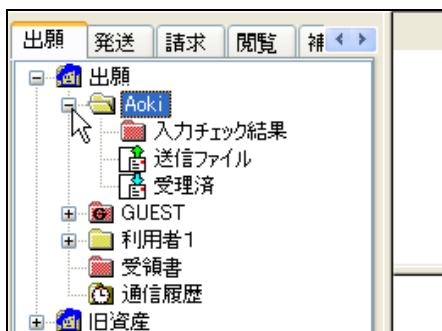 出願 発送 請求 閲覧 補
出願
Aoki
入力チェック結果
送信ファイル
受理済
GUEST
利用者1
受領書
通信履歴
旧資産